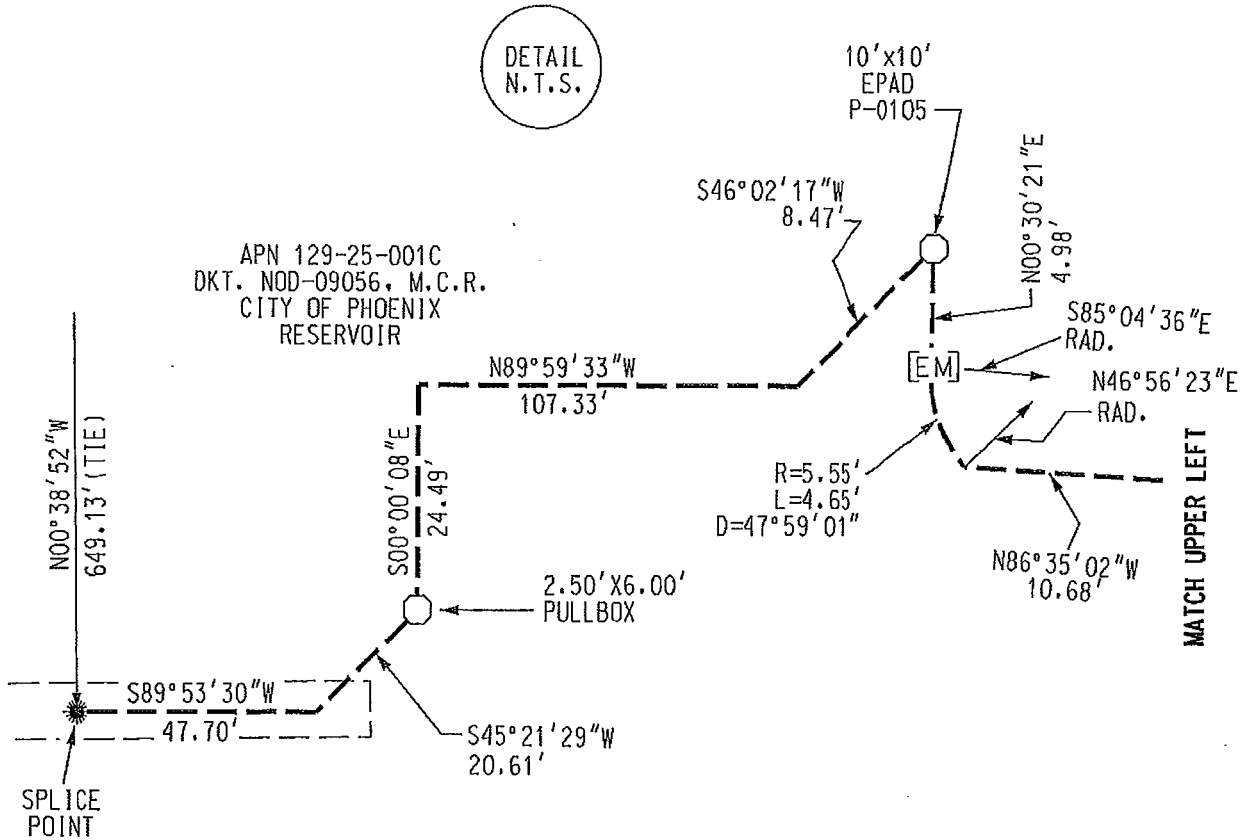 DETAIL
N.T.S.
10'x10'
EPAD
P-0105
S46°02'17"W
8.47'
N00°30'21"E
4.98'
APN 129-25-001C
DKT. NOD-09056, M.C.R.
CITY OF PHOENIX
RESERVOIR
S85°04'36"E
RAD.
[EM]
N46°56'23"E
RAD.
N89°59'33"W
107.33'
N00°38'52"W
649.13'(TIE)
S00°00'08"E
24.49'
R=5.55'
L=4.65'
D=47°59'01"
MATCH UPPER LEFT
N86°35'02"W
10.68'
2.50'X6.00'
PULLBOX
S89°53'30"W
47.70'
S45°21'29"W
20.61'
SPLICE
POINT